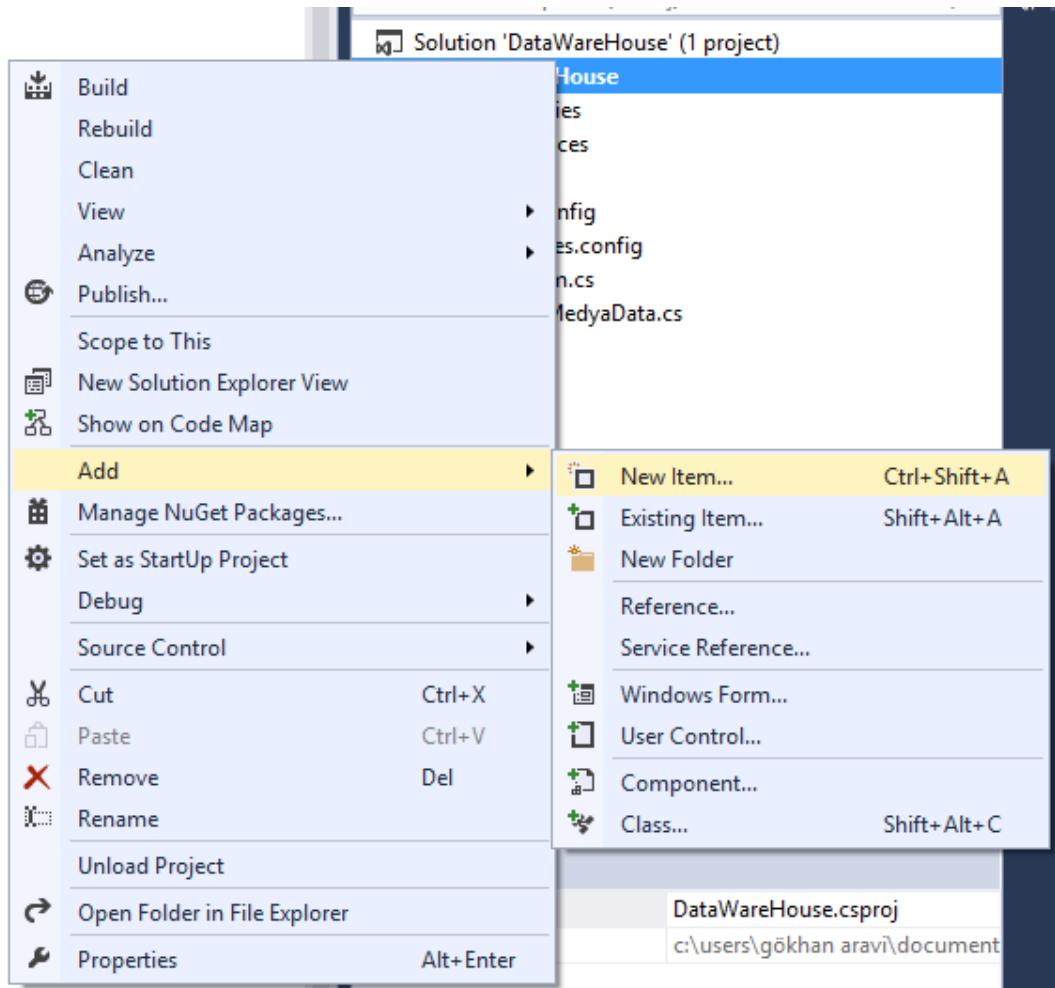 Solution 'DataWareHouse' (1 project)
House
ies
ces
nfig
es.config
n.cs
MedyaData.cs
Build
Rebuild
Clean
View
Analyze
Publish...
Scope to This
New Solution Explorer View
Show on Code Map
Add
Manage NuGet Packages...
Set as StartUp Project
Debug
Source Control
Cut Ctrl+X
Paste Ctrl+V
Remove Del
Rename
Unload Project
Open Folder in File Explorer
Properties Alt+Enter
New Item... Ctrl+Shift+A
Existing Item... Shift+Alt+A
New Folder
Reference...
Service Reference...
Windows Form...
User Control...
Component...
Class... Shift+Alt+C
DataWareHouse.csproj
c:\users\gökhan aravi\document